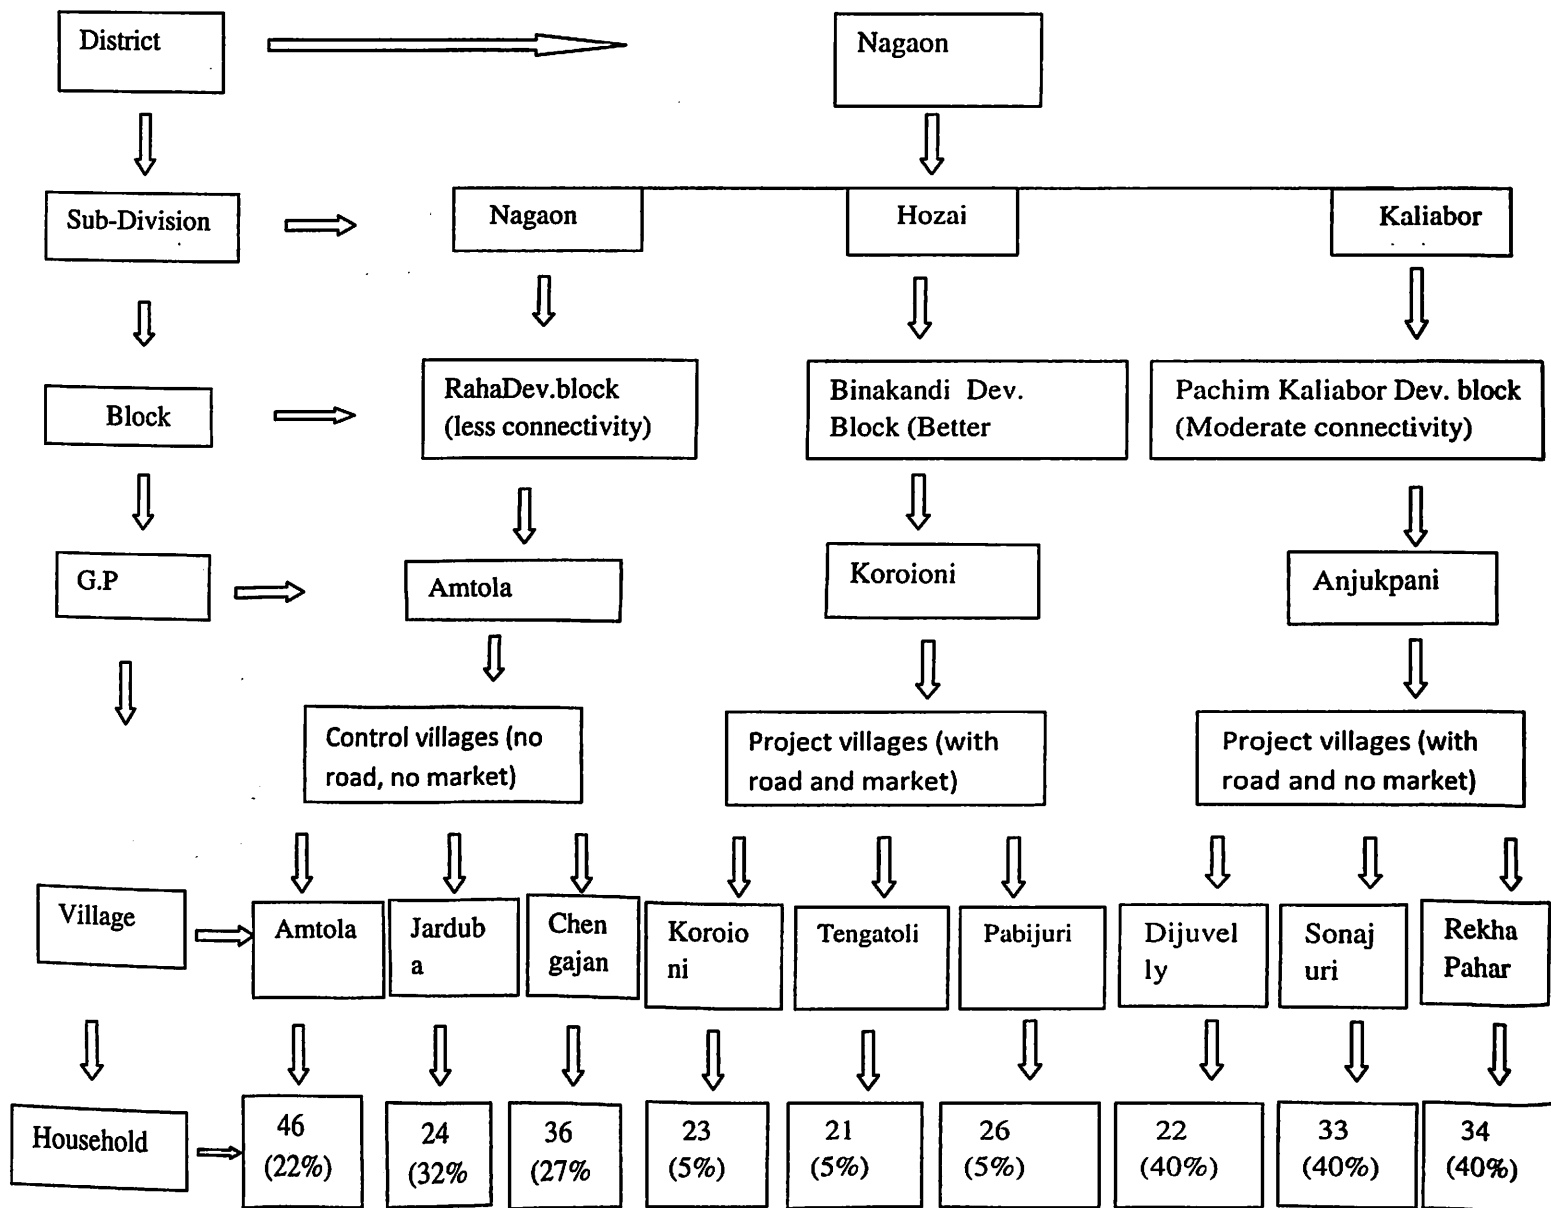 District
Nagaon
Sub-Division
Nagaon
Hozai
Kaliabor
Block
RahaDev.block
(less connectivity)
Binakandi Dev.
Block (Better
Pachim Kaliabor Dev. block
(Moderate connectivity)
G.P
Amtola
Koroioni
Anjukpani
Control villages (no
road, no market)
Project villages (with
road and market)
Project villages (with
road and no market)
Village
Amtola
Jardub
a
Chen
gajan
Koroio
ni
Tengatoli
Pabijuri
Dijuvel
ly
Sonaj
uri
Rekha
Pahar
Household
46
(22%)
24
(32%
36
(27%
23
(5%)
21
(5%)
26
(5%)
22
(40%)
33
(40%)
34
(40%)